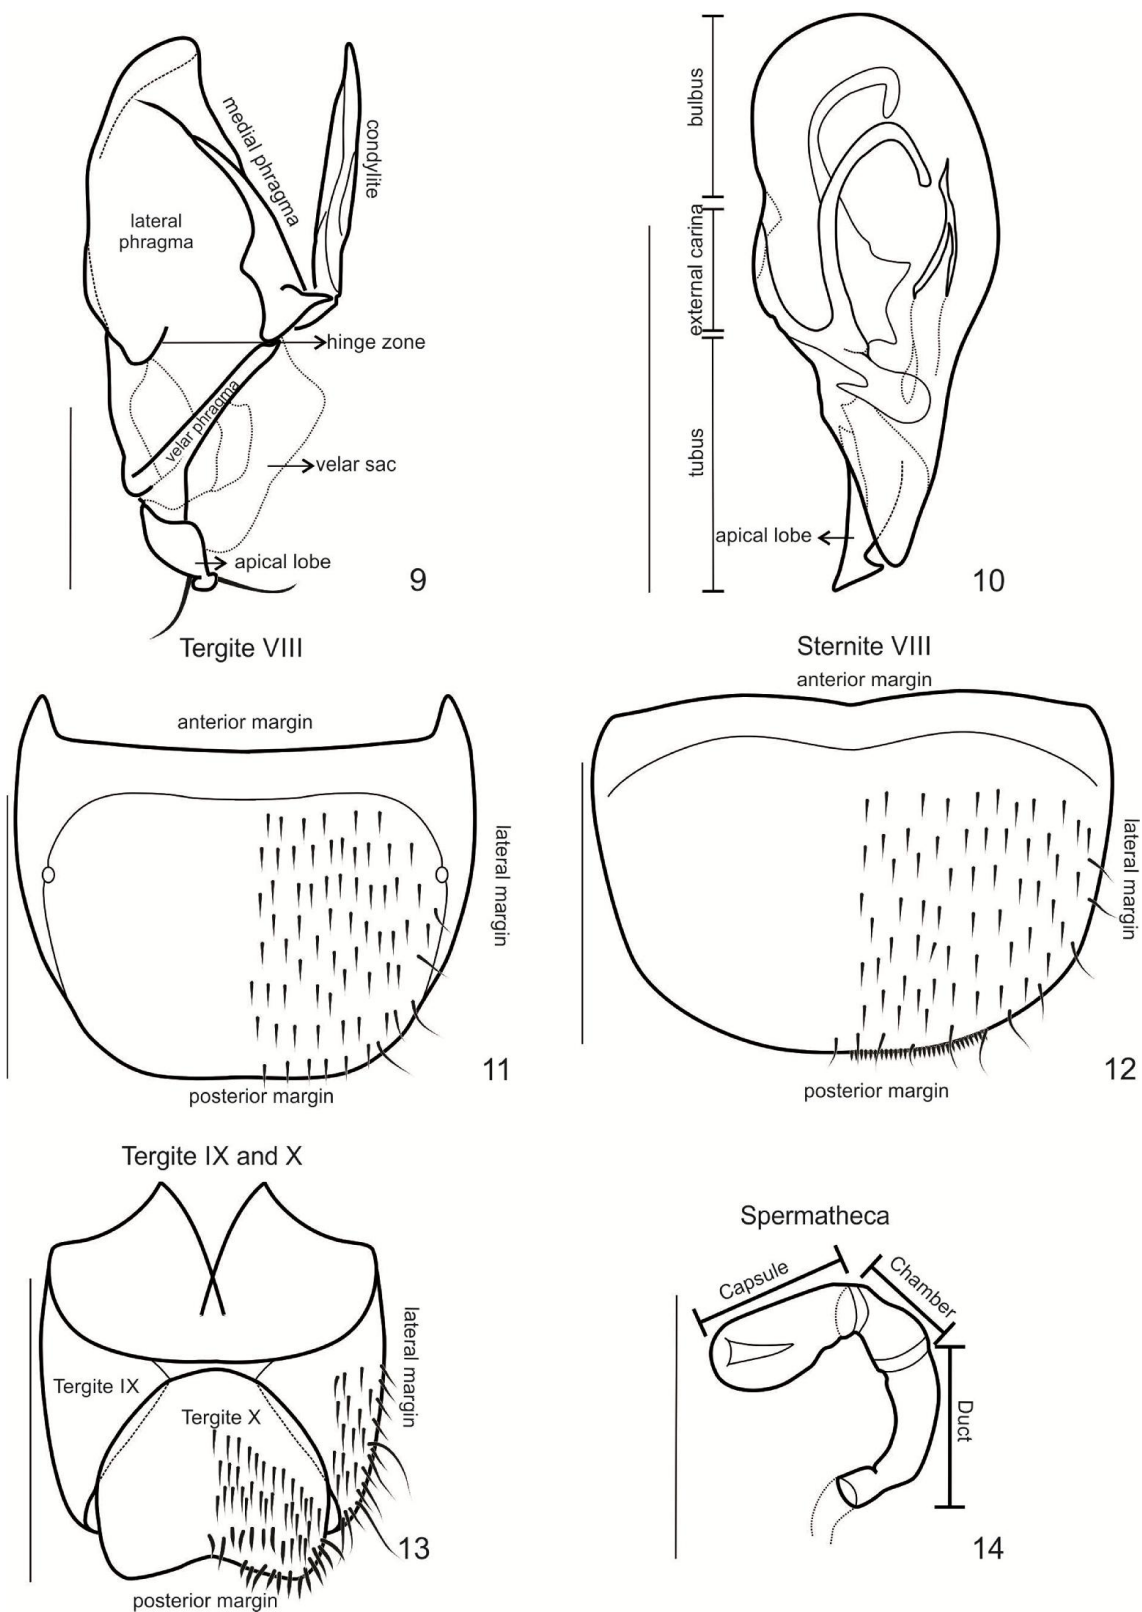 medial phragma
condylite
lateral
phragma
hinge zone
velar phragma
velar sac
apical lobe
9
bulbus
external carina
tubus
apical lobe
10
Tergite VIII
anterior margin
lateral margin
posterior margin
11
Sternite VIII
anterior margin
lateral margin
posterior margin
12
Tergite IX and X
lateral margin
Tergite IX
Tergite X
posterior margin
13
Spermatheca
Capsule
Chamber
Duct
14